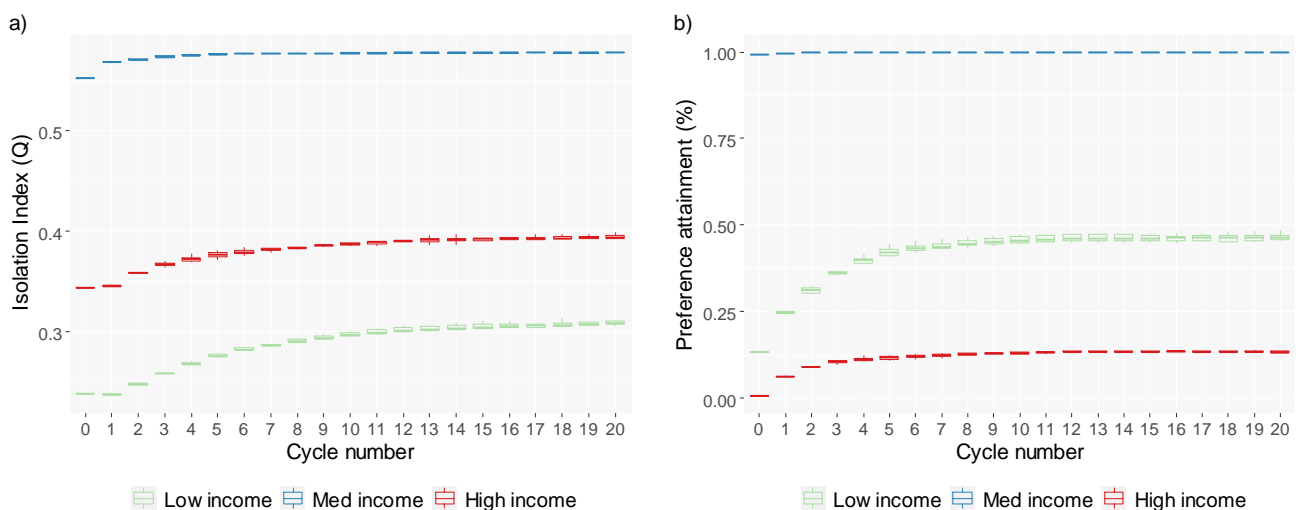 a)
Isolation Index (Q)
0.5
0.4
0.3
0 1 2 3 4 5 6 7 8 9 10 11 12 13 14 15 16 17 18 19 20
Cycle number
Low income Med income High income
b)
Preference attainment (%)
1.00
0.75
0.50
0.25
0.00
0 1 2 3 4 5 6 7 8 9 10 11 12 13 14 15 16 17 18 19 20
Cycle number
Low income Med income High income